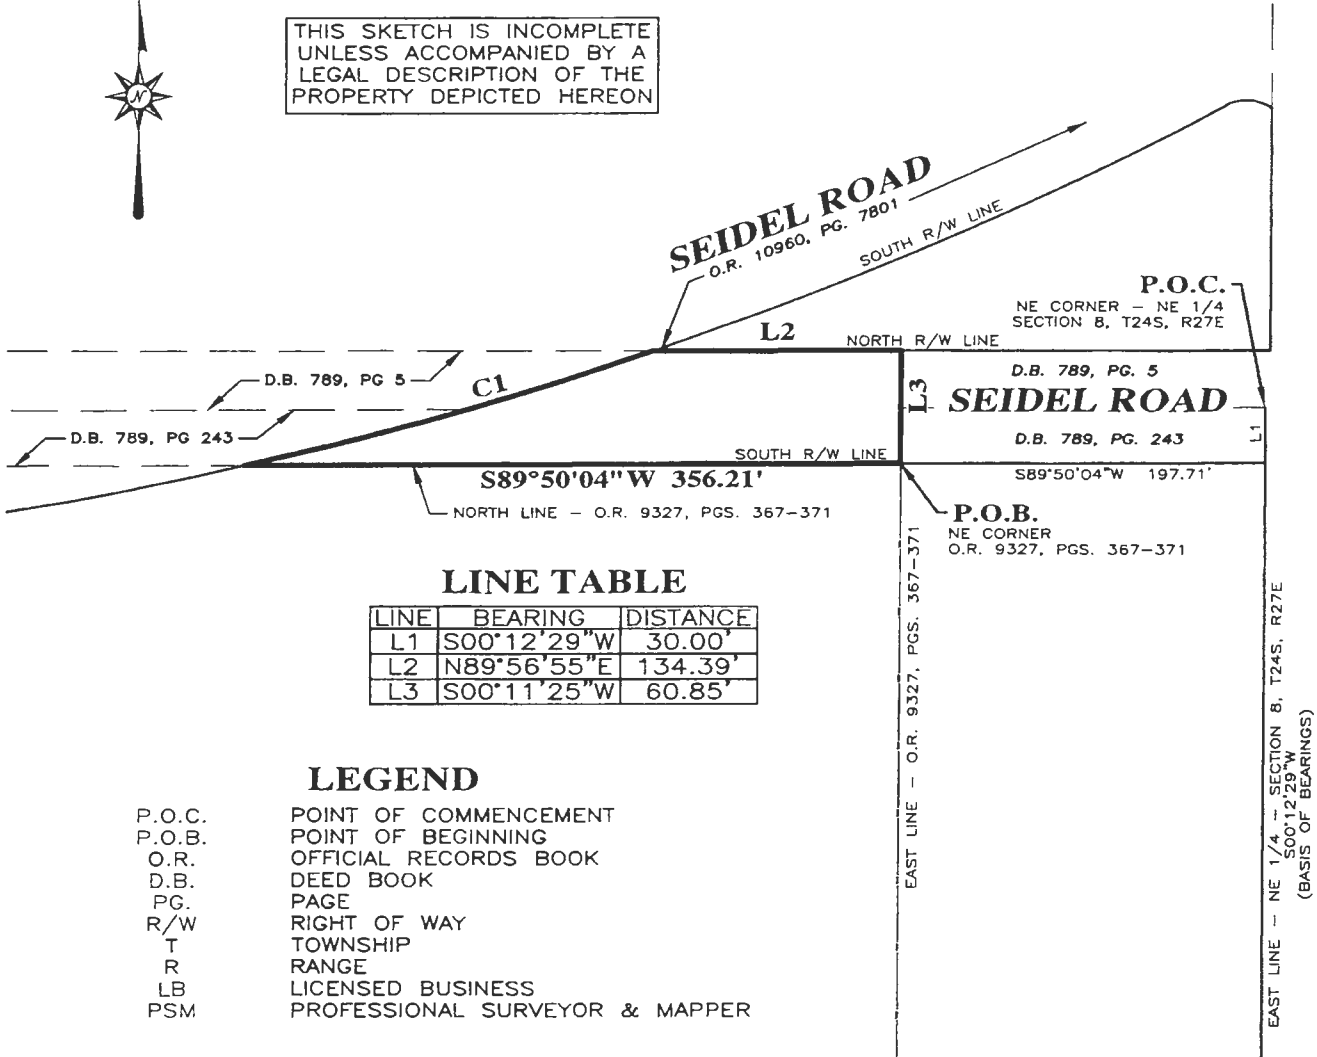 THIS SKETCH IS INCOMPLETE
UNLESS ACCOMPANIED BY A
LEGAL DESCRIPTION OF THE
PROPERTY DEPICTED HEREON
N
SEIDEL ROAD
O.R. 10960, PG. 7801
SOUTH R/W LINE
P.O.C.
NE CORNER – NE 1/4
SECTION 8, T24S, R27E
L2
NORTH R/W LINE
D.B. 789, PG 5
C1
L3
D.B. 789, PG. 5
SEIDEL ROAD
D.B. 789, PG 243
D.B. 789, PG. 243
L1
SOUTH R/W LINE
S89°50'04"W 356.21'
S89°50'04"W 197.71'
NORTH LINE – O.R. 9327, PGS. 367–371
P.O.B.
NE CORNER
O.R. 9327, PGS. 367–371
EAST LINE – O.R. 9327, PGS. 367–371
EAST LINE – NE 1/4 – SECTION 8, T24S, R27E
S00°12'29"W
(BASIS OF BEARINGS)
LINE TABLE
LINE BEARING DISTANCE
L1 S00°12'29"W 30.00'
L2 N89°56'55"E 134.39'
L3 S00°11'25"W 60.85'
LEGEND
P.O.C. POINT OF COMMENCEMENT
P.O.B. POINT OF BEGINNING
O.R. OFFICIAL RECORDS BOOK
D.B. DEED BOOK
PG. PAGE
R/W RIGHT OF WAY
T TOWNSHIP
R RANGE
LB LICENSED BUSINESS
PSM PROFESSIONAL SURVEYOR & MAPPER